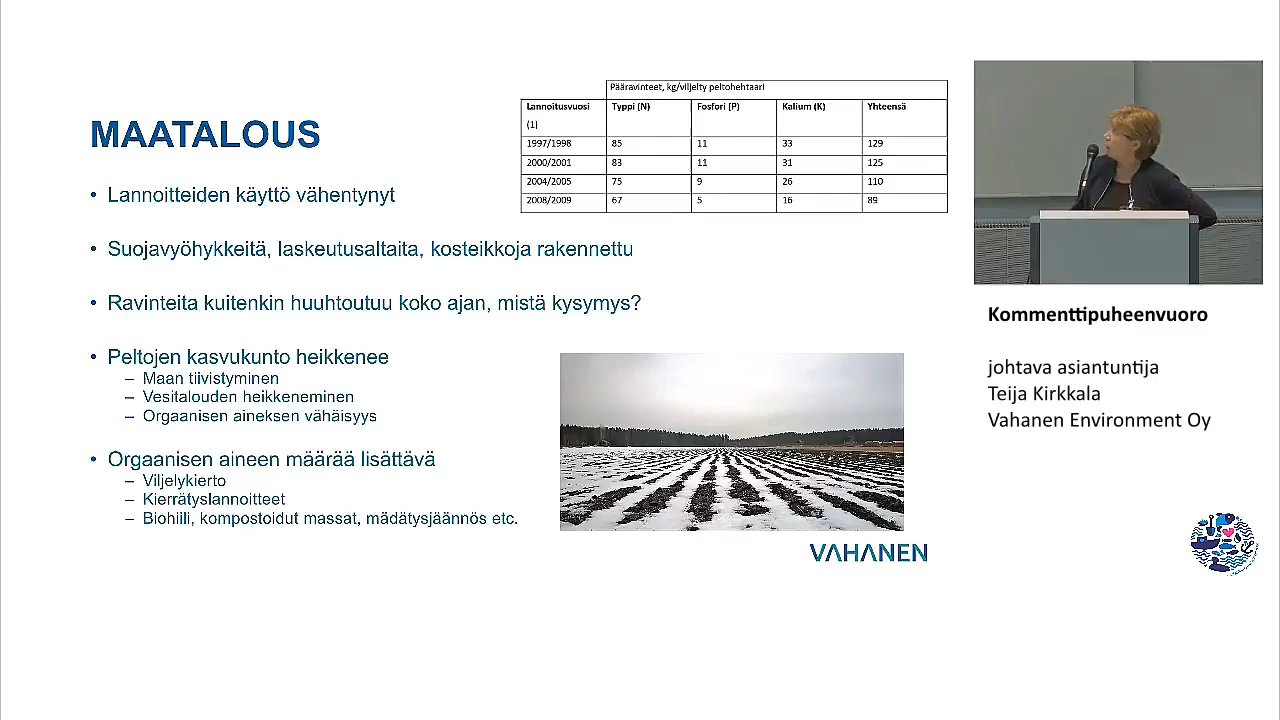 MAATALOUS
• Lannoitteiden käyttö vähentynyt
• Suojavyöhykkeitä, laskeutusaltaita, kosteikkoja rakennettu
• Ravinteita kuitenkin huuhtoutuu koko ajan, mistä kysymys?
• Peltojen kasvukunto heikkenee
– Maan tiivistyminen
– Vesitalouden heikkeneminen
– Orgaanisen aineksen vähäisyys
• Orgaanisen aineen määrää lisättävä
– Viljelykierto
– Kierrätyslannoitteet
– Biohiili, kompostoidut massat, mädätysjäännös etc.
Pääravinteet, kg/viljelty peltohehtaari
Lannoitusvuosi (1) Typpi (N) Fosfori (P) Kalium (K) Yhteensä
1997/1998 85 11 33 129
2000/2001 83 11 31 125
2004/2005 75 9 26 110
2008/2009 67 5 16 89
VAHANEN
Kommenttipuheenvuoro
johtava asiantuntija
Teija Kirkkala
Vahanen Environment Oy